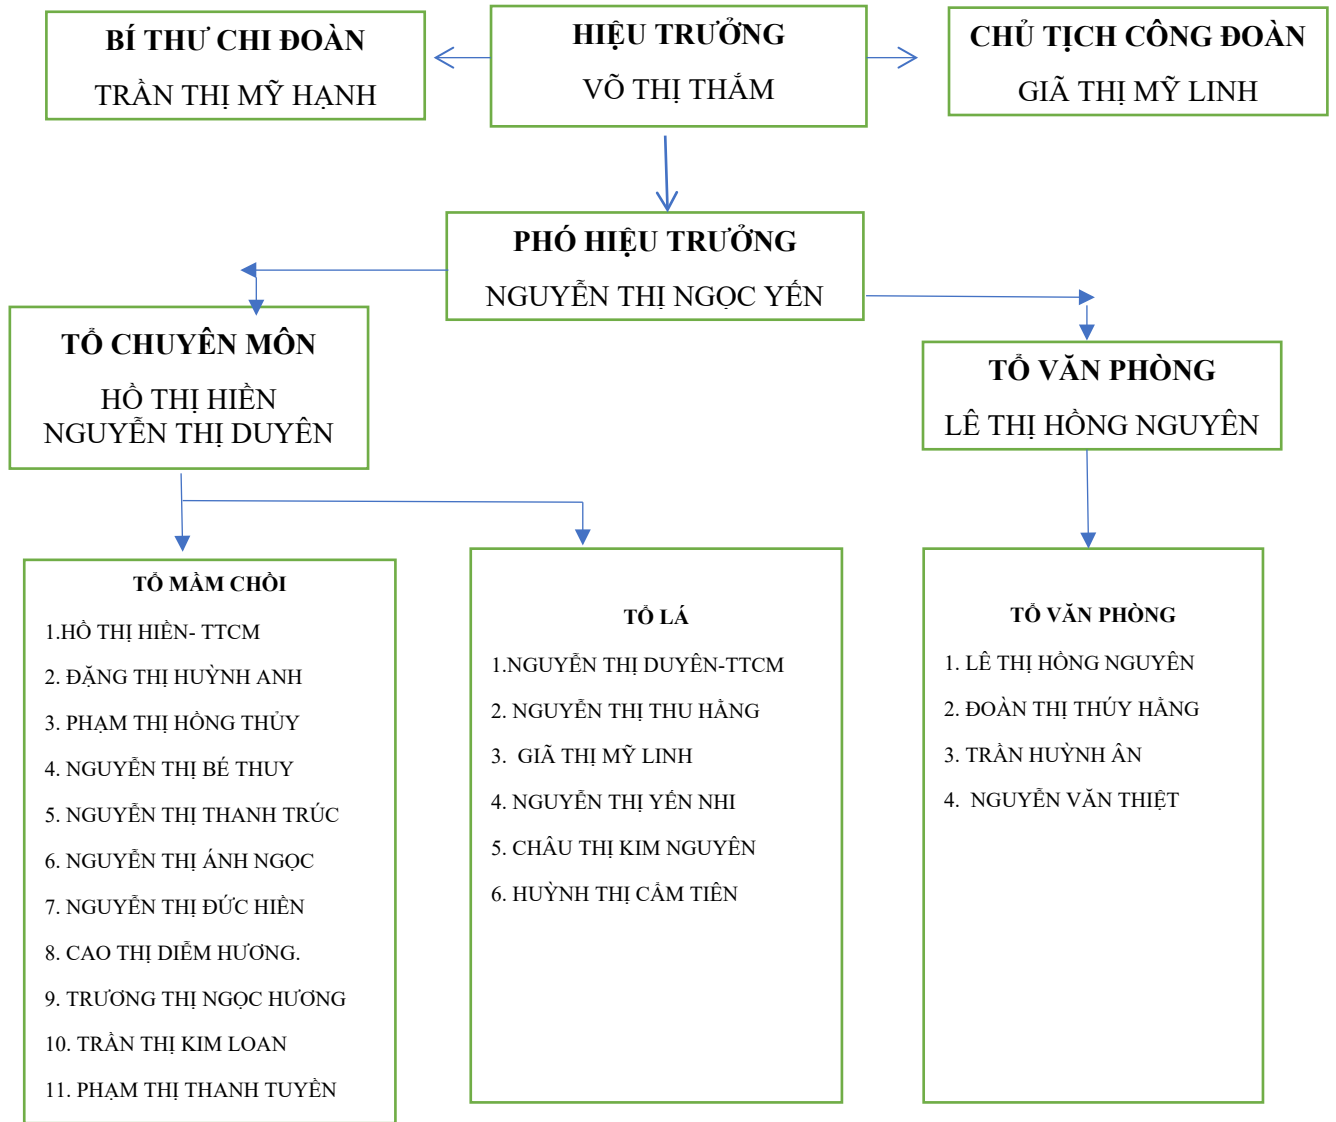 BÍ THƯ CHI ĐOÀN
TRẦN THỊ MỸ HẠNH
HIỆU TRƯỞNG
VÕ THỊ THẮM
CHỦ TỊCH CÔNG ĐOÀN
GIÃ THỊ MỸ LINH
PHÓ HIỆU TRƯỞNG
NGUYỄN THỊ NGỌC YẾN
TỔ CHUYÊN MÔN
HỒ THỊ HIỀN
NGUYỄN THỊ DUYÊN
TỔ VĂN PHÒNG
LÊ THỊ HỒNG NGUYÊN
TỔ MẦM CHỒI
1.HỒ THỊ HIỀN- TTCM
2. ĐẶNG THỊ HUỲNH ANH
3. PHẠM THỊ HỒNG THỦY
4. NGUYỄN THỊ BÉ THUY
5. NGUYỄN THỊ THANH TRÚC
6. NGUYỄN THỊ ÁNH NGỌC
7. NGUYỄN THỊ ĐỨC HIỀN
8. CAO THỊ DIỄM HƯƠNG.
9. TRƯƠNG THỊ NGỌC HƯƠNG
10. TRẦN THỊ KIM LOAN
11. PHẠM THỊ THANH TUYỀN
TỔ LÁ
1.NGUYỄN THỊ DUYÊN-TTCM
2. NGUYỄN THỊ THU HẰNG
3. GIÃ THỊ MỸ LINH
4. NGUYỄN THỊ YẾN NHI
5. CHÂU THỊ KIM NGUYÊN
6. HUỲNH THỊ CẨM TIÊN
TỔ VĂN PHÒNG
1. LÊ THỊ HỒNG NGUYÊN
2. ĐOÀN THỊ THÚY HẰNG
3. TRẦN HUỲNH ÂN
4. NGUYỄN VĂN THIỆT